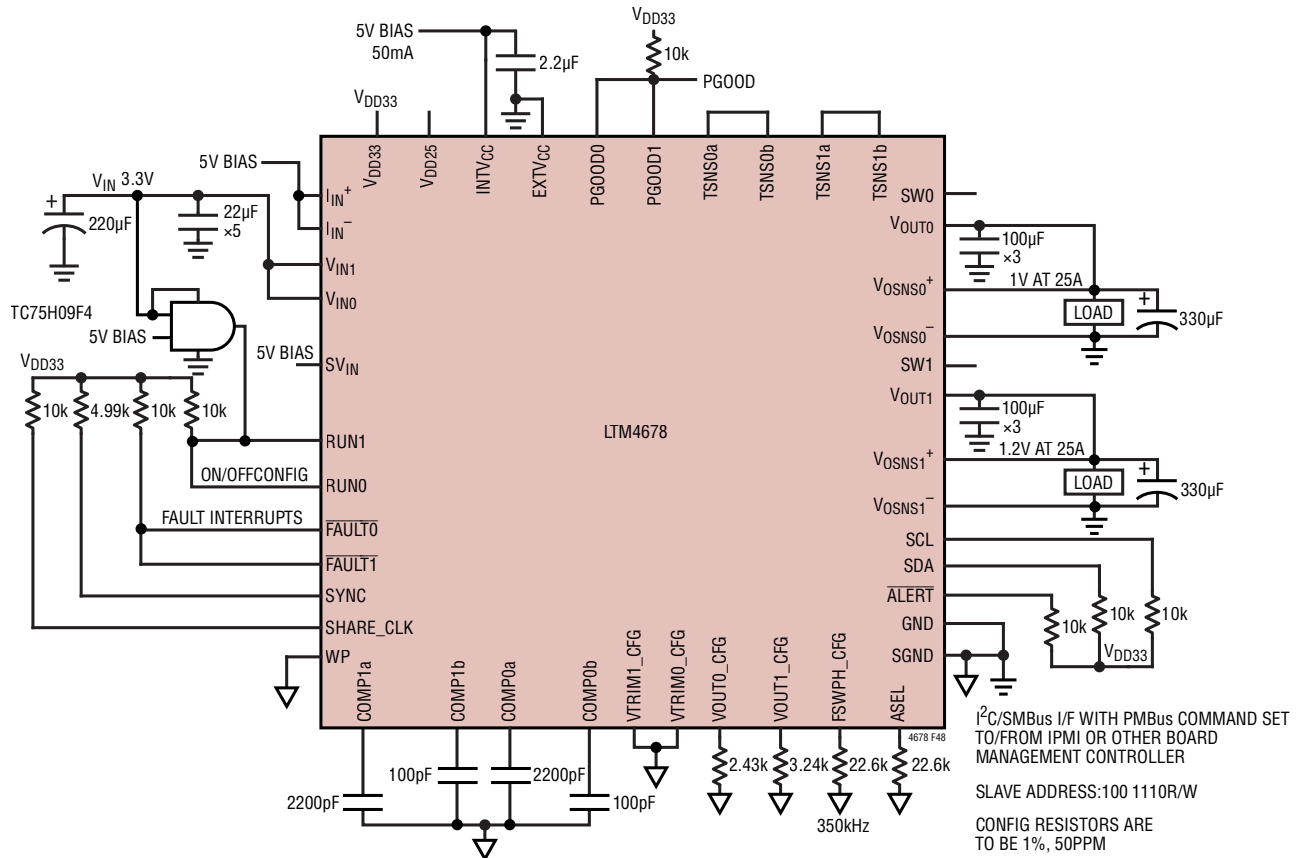 5V BIAS
50mA
2.2µF
VDD33
10k
PGOOD
VDD33
VDD33
VDD25
INTVCC
EXTVCC
PGOOD0
PGOOD1
TSNS0a
TSNS0b
TSNS1a
TSNS1b
5V BIAS
VIN 3.3V
+
220µF
22µF
×5
IIN+
IIN−
VIN1
VIN0
TC75H09F4
5V BIAS
5V BIAS
SVIN
VDD33
10k
4.99k
10k
10k
RUN1
ON/OFFCONFIG
RUN0
FAULT INTERRUPTS
FAULT0
FAULT1
SYNC
SHARE_CLK
WP
LTM4678
SW0
VOUT0
100µF
×3
1V AT 25A
VOSNS0+
LOAD
+
330µF
VOSNS0−
SW1
VOUT1
100µF
×3
1.2V AT 25A
VOSNS1+
LOAD
+
330µF
VOSNS1−
SCL
SDA
ALERT
GND
SGND
10k
10k
10k
VDD33
COMP1a
COMP1b
COMP0a
COMP0b
VTRIM1_CFG
VTRIM0_CFG
VOUT0_CFG
VOUT1_CFG
FSWPH_CFG
ASEL
4678 F48
2200pF
100pF
2200pF
100pF
2.43k
3.24k
22.6k
22.6k
350kHz
I2C/SMBus I/F WITH PMBus COMMAND SET
TO/FROM IPMI OR OTHER BOARD
MANAGEMENT CONTROLLER
SLAVE ADDRESS:100 1110R/W
CONFIG RESISTORS ARE
TO BE 1%, 50PPM